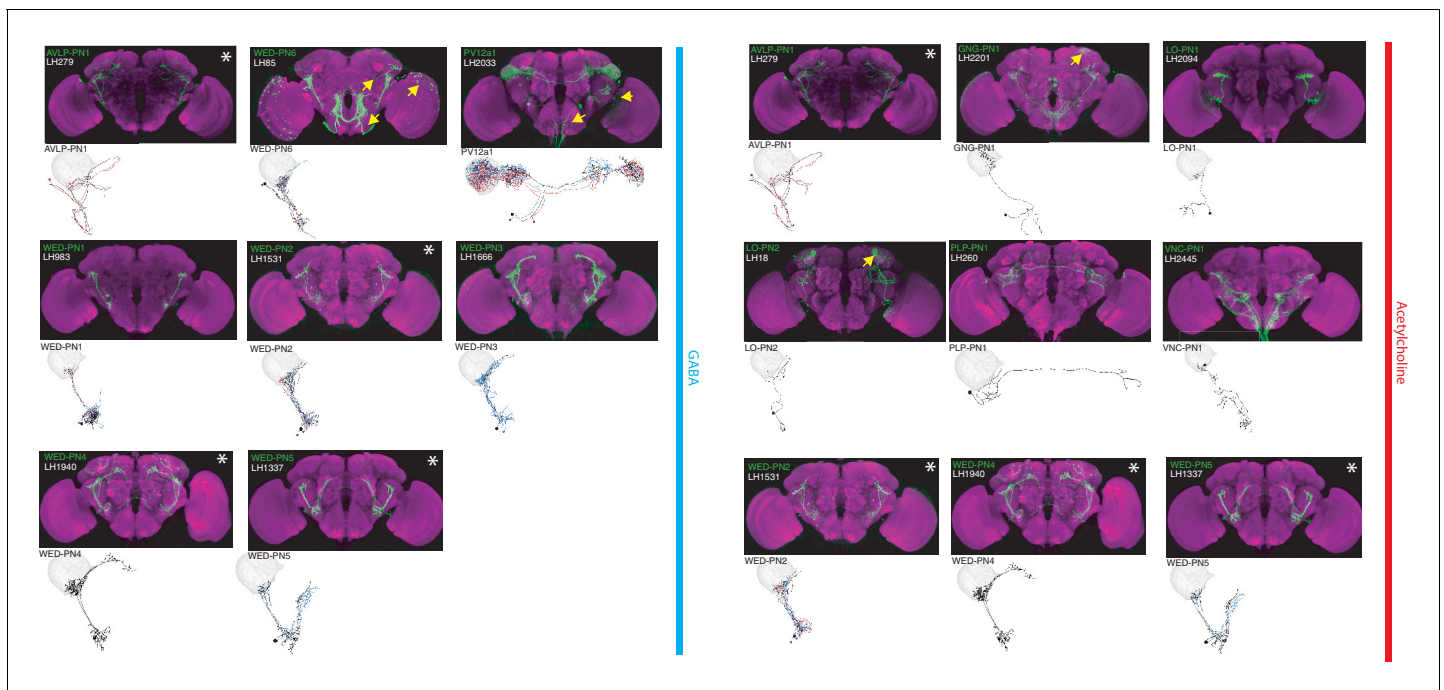 AVLP-PN1
LH279
*
AVLP-PN1
WED-PN6
LH85
WED-PN6
PV12a1
LH2033
PV12a1
WED-PN1
LH983
WED-PN1
WED-PN2
LH1531
*
WED-PN2
WED-PN3
LH1666
WED-PN3
WED-PN4
LH1940
*
WED-PN4
WED-PN5
LH1337
*
WED-PN5
GABA
AVLP-PN1
LH279
*
AVLP-PN1
GNG-PN1
LH2201
GNG-PN1
LO-PN1
LH2094
LO-PN1
LO-PN2
LH18
LO-PN2
PLP-PN1
LH260
PLP-PN1
VNC-PN1
LH2445
VNC-PN1
WED-PN2
LH1531
*
WED-PN2
WED-PN4
LH1940
*
WED-PN4
WED-PN5
LH1337
*
WED-PN5
Acetylcholine